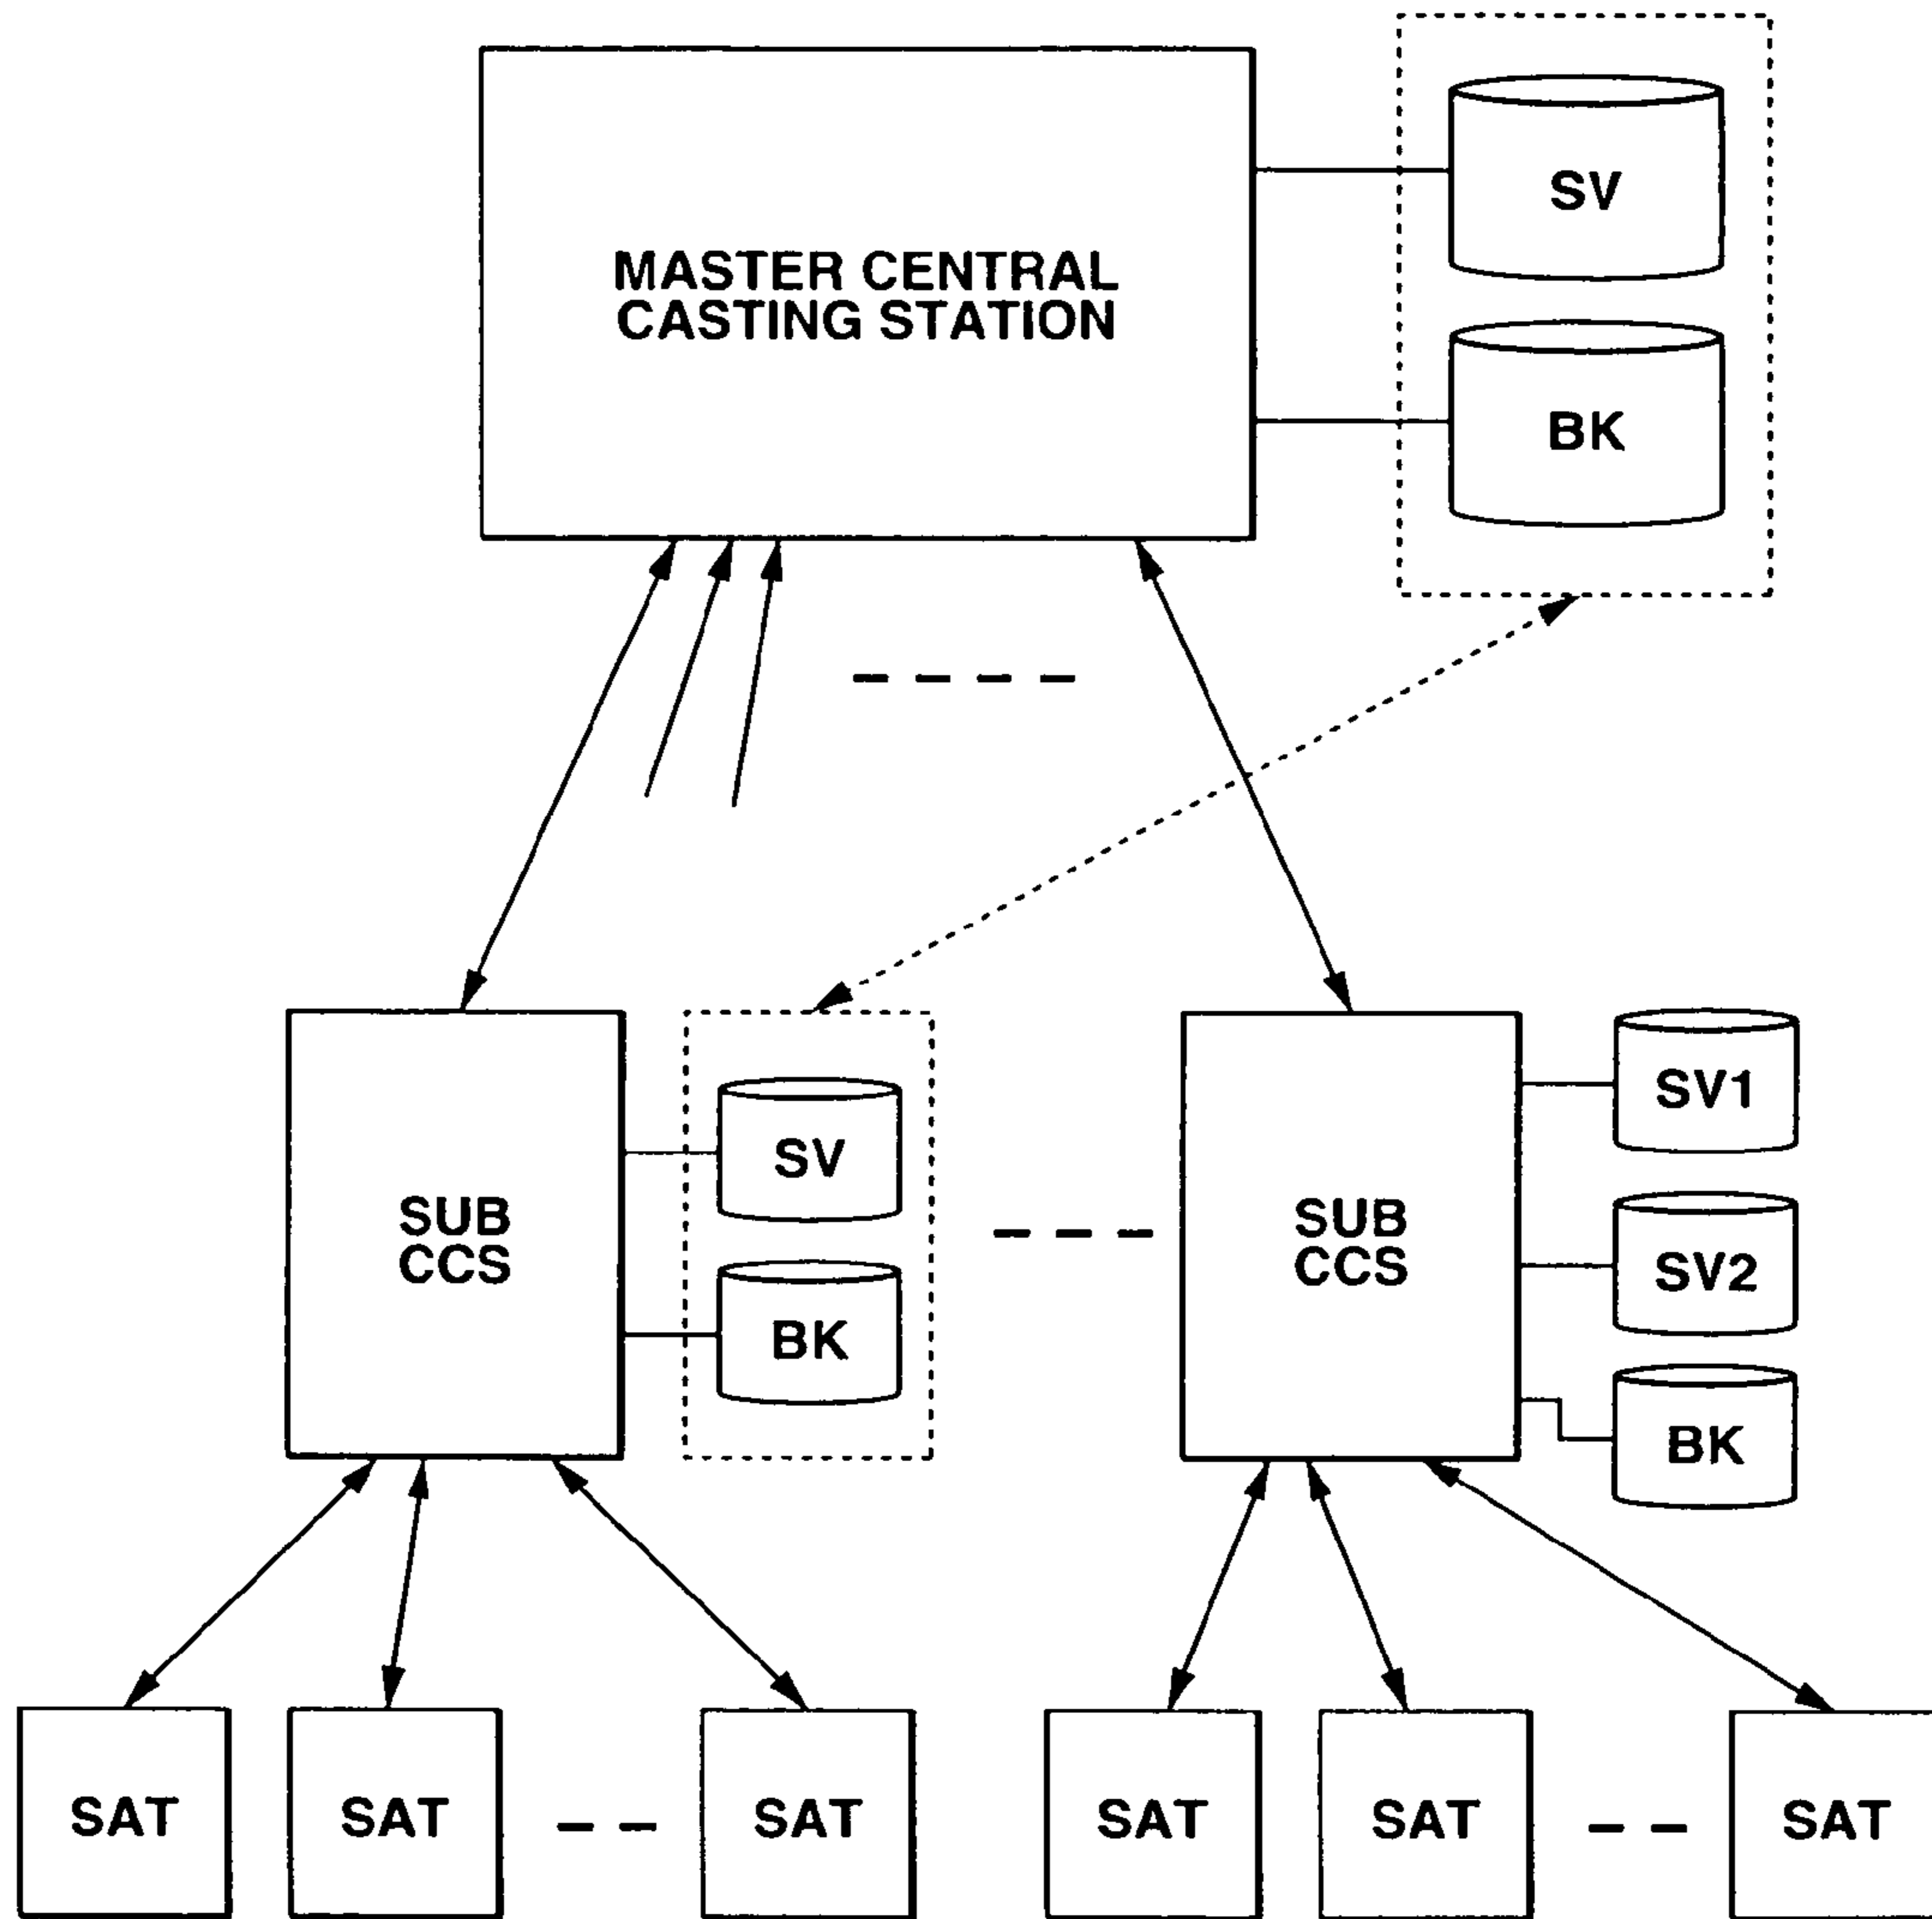 MASTER CENTRAL
CASTING STATION
SV
BK
SUB
CCS
SV
BK
SUB
CCS
SV1
SV2
BK
SAT
SAT
SAT
SAT
SAT
SAT